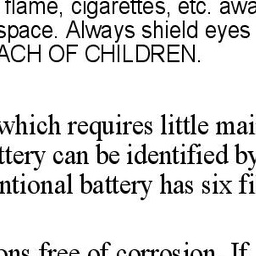 flame, cigarettes, etc. awa
space. Always shield eyes
ACH OF CHILDREN.
which requires little mai
ttery can be identified by
ntional battery has six fi
ons free of corrosion. If